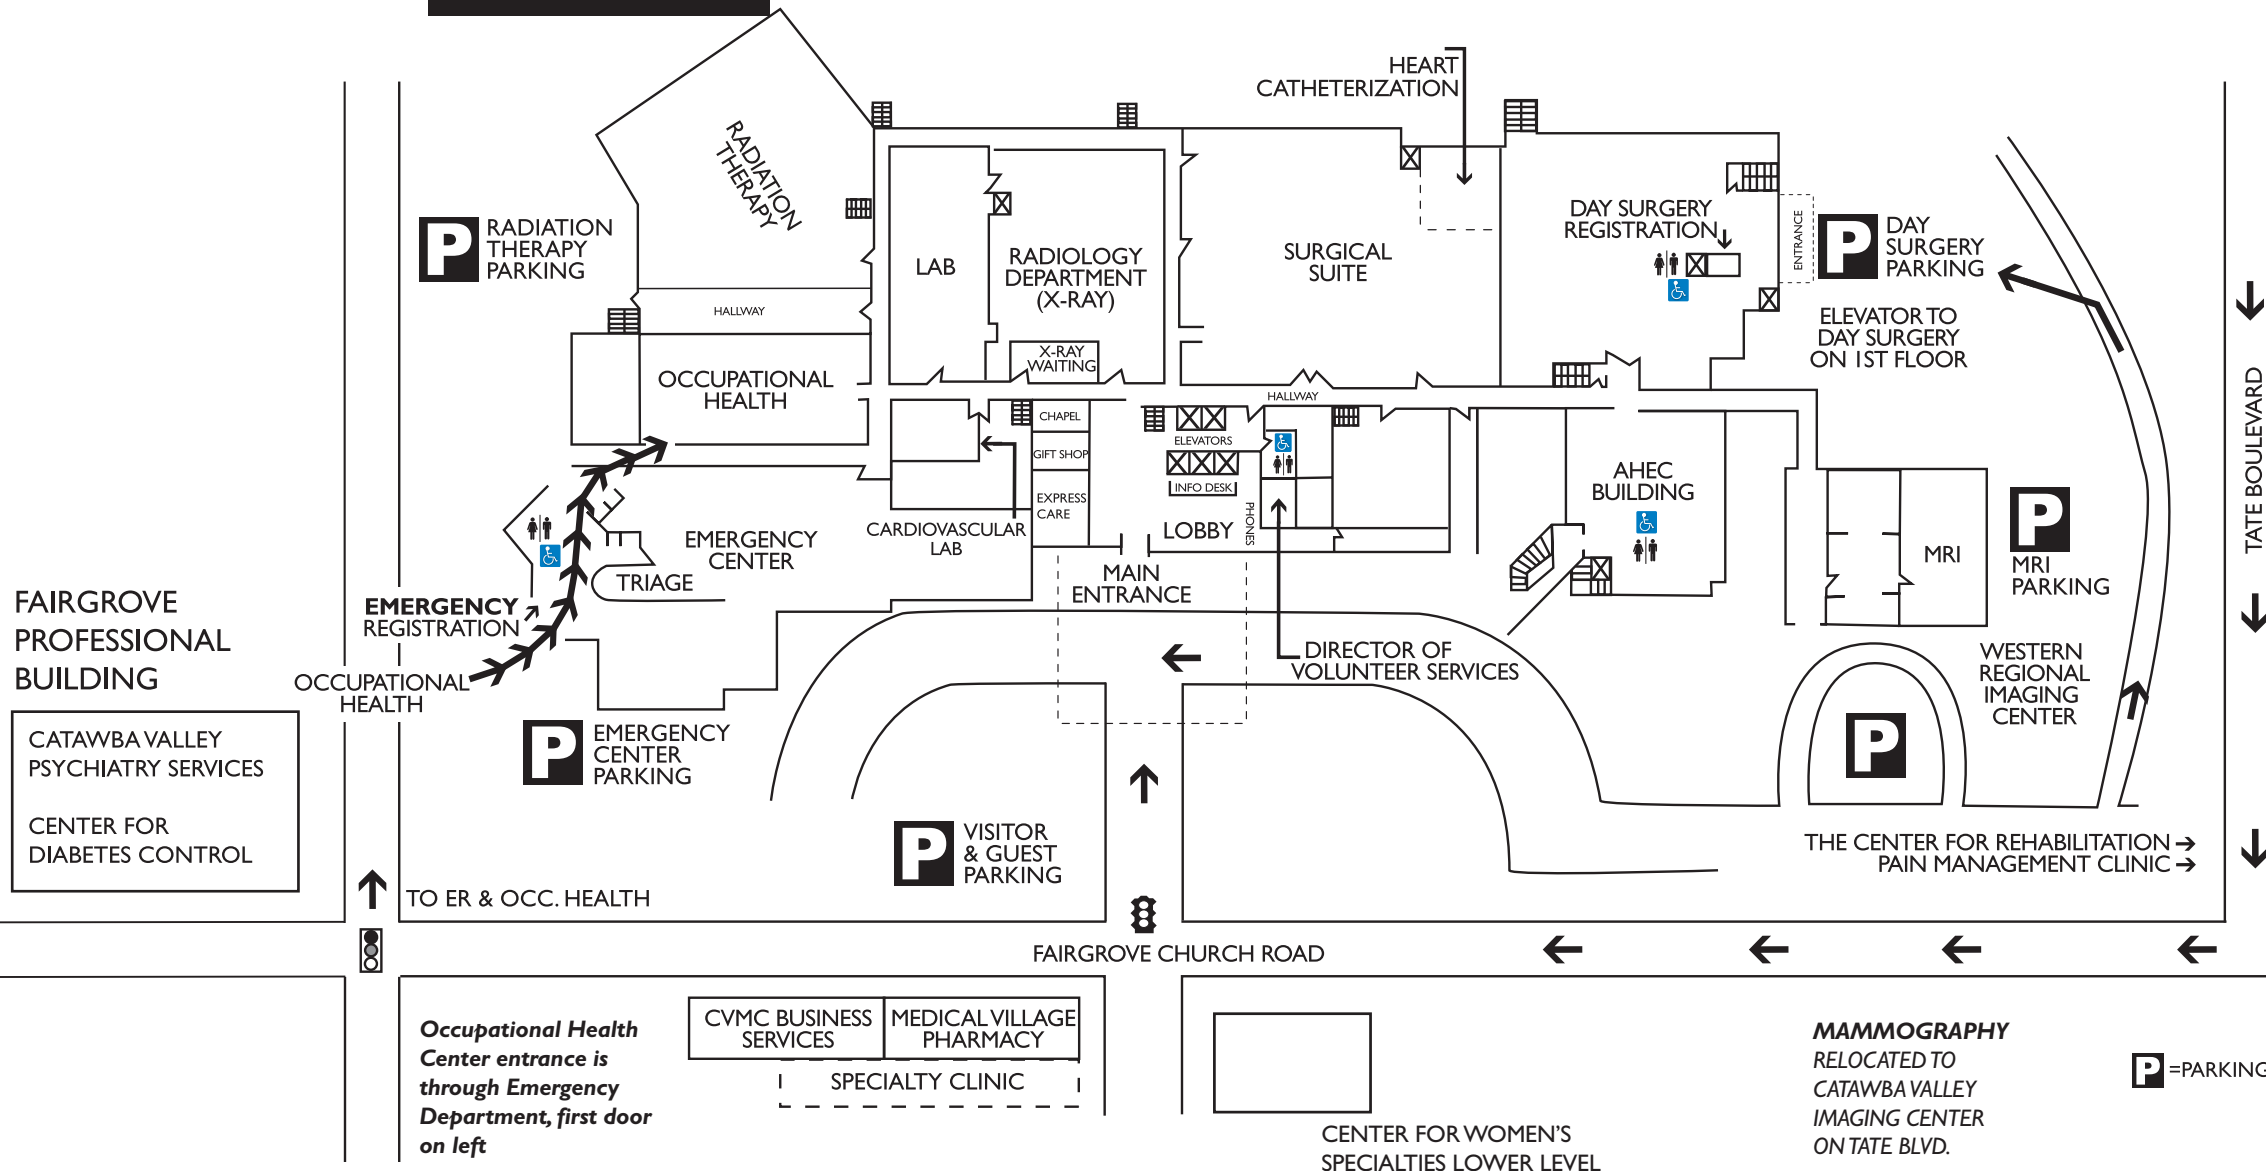 HEART
CATHETERIZATION
RADIATION
THERAPY
P
RADIATION
THERAPY
PARKING
HALLWAY
LAB
RADIOLOGY
DEPARTMENT
(X-RAY)
X-RAY
WAITING
SURGICAL
SUITE
DAY SURGERY
REGISTRATION
ENTRANCE
P
DAY
SURGERY
PARKING
ELEVATOR TO
DAY SURGERY
ON 1ST FLOOR
TATE BOULEVARD
OCCUPATIONAL
HEALTH
HALLWAY
CHAPEL
GIFT SHOP
EXPRESS
CARE
ELEVATORS
INFO DESK
LOBBY
PHONES
CARDIOVASCULAR
LAB
EMERGENCY
CENTER
TRIAGE
MAIN
ENTRANCE
AHEC
BUILDING
MRI
P
MRI
PARKING
FAIRGROVE
PROFESSIONAL
BUILDING
EMERGENCY
REGISTRATION
OCCUPATIONAL
HEALTH
DIRECTOR OF
VOLUNTEER SERVICES
WESTERN
REGIONAL
IMAGING
CENTER
CATAWBA VALLEY
PSYCHIATRY SERVICES
CENTER FOR
DIABETES CONTROL
P
EMERGENCY
CENTER
PARKING
P
P
VISITOR
& GUEST
PARKING
THE CENTER FOR REHABILITATION →
PAIN MANAGEMENT CLINIC →
TO ER & OCC. HEALTH
FAIRGROVE CHURCH ROAD
Occupational Health
Center entrance is
through Emergency
Department, first door
on left
CVMC BUSINESS
SERVICES
MEDICAL VILLAGE
PHARMACY
SPECIALTY CLINIC
CENTER FOR WOMEN'S
SPECIALTIES LOWER LEVEL
MAMMOGRAPHY
RELOCATED TO
CATAWBA VALLEY
IMAGING CENTER
ON TATE BLVD.
P =PARKING